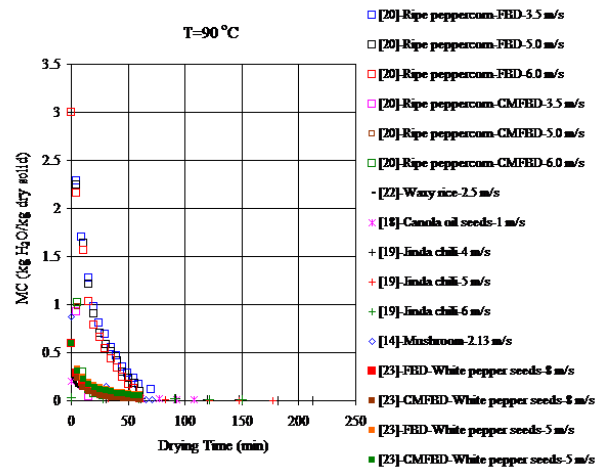 T=90 °C
MC (kg H₂O/kg dry solid)
3.5
3
2.5
2
1.5
1
0.5
0
0 50 100 150 200 250
Drying Time (min)
[20]-Ripe peppercorn-FBD-3.5 m/s
[20]-Ripe peppercorn-FBD-5.0 m/s
[20]-Ripe peppercorn-FBD-6.0 m/s
[20]-Ripe peppercorn-CMFBD-3.5 m/s
[20]-Ripe peppercorn-CMFBD-5.0 m/s
[20]-Ripe peppercorn-CMFBD-6.0 m/s
[22]-Waxy rice-2.5 m/s
[18]-Canola oil seeds-1 m/s
[19]-Jinda chili-4 m/s
[19]-Jinda chili-5 m/s
[19]-Jinda chili-6 m/s
[14]-Mushroom-2.13 m/s
[23]-FBD-White pepper seeds-8 m/s
[23]-CMFBD-White pepper seeds-8 m/s
[23]-FBD-White pepper seeds-5 m/s
[23]-CMFBD-White pepper seeds-5 m/s